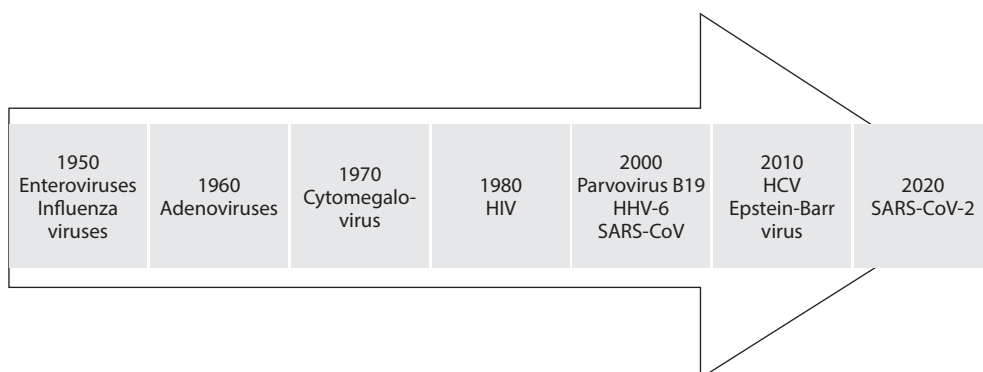 1950
Enteroviruses
Influenza
viruses
1960
Adenoviruses
1970
Cytomegalo-
virus
1980
HIV
2000
Parvovirus B19
HHV-6
SARS-CoV
2010
HCV
Epstein-Barr
virus
2020
SARS-CoV-2